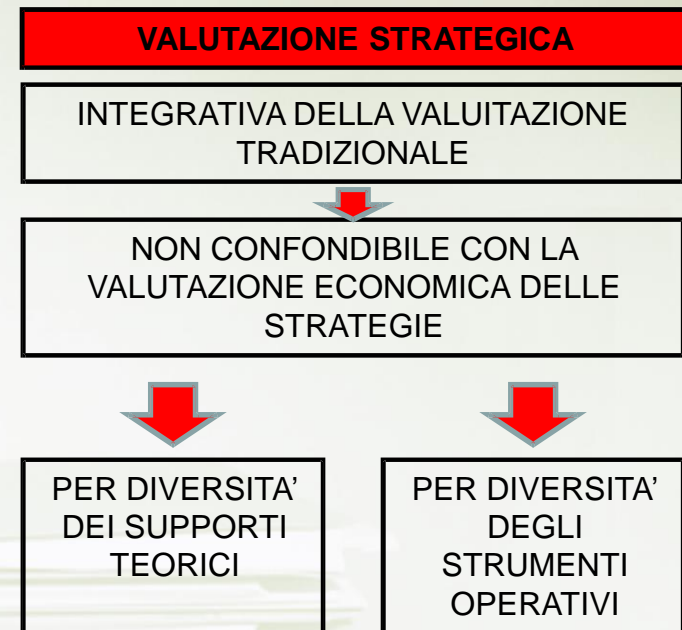 VALUTAZIONE STRATEGICA
INTEGRATIVA DELLA VALUITAZIONE
TRADIZIONALE
NON CONFONDIBILE CON LA
VALUTAZIONE ECONOMICA DELLE
STRATEGIE
PER DIVERSITA’
DEI SUPPORTI
TEORICI
PER DIVERSITA’
DEGLI
STRUMENTI
OPERATIVI